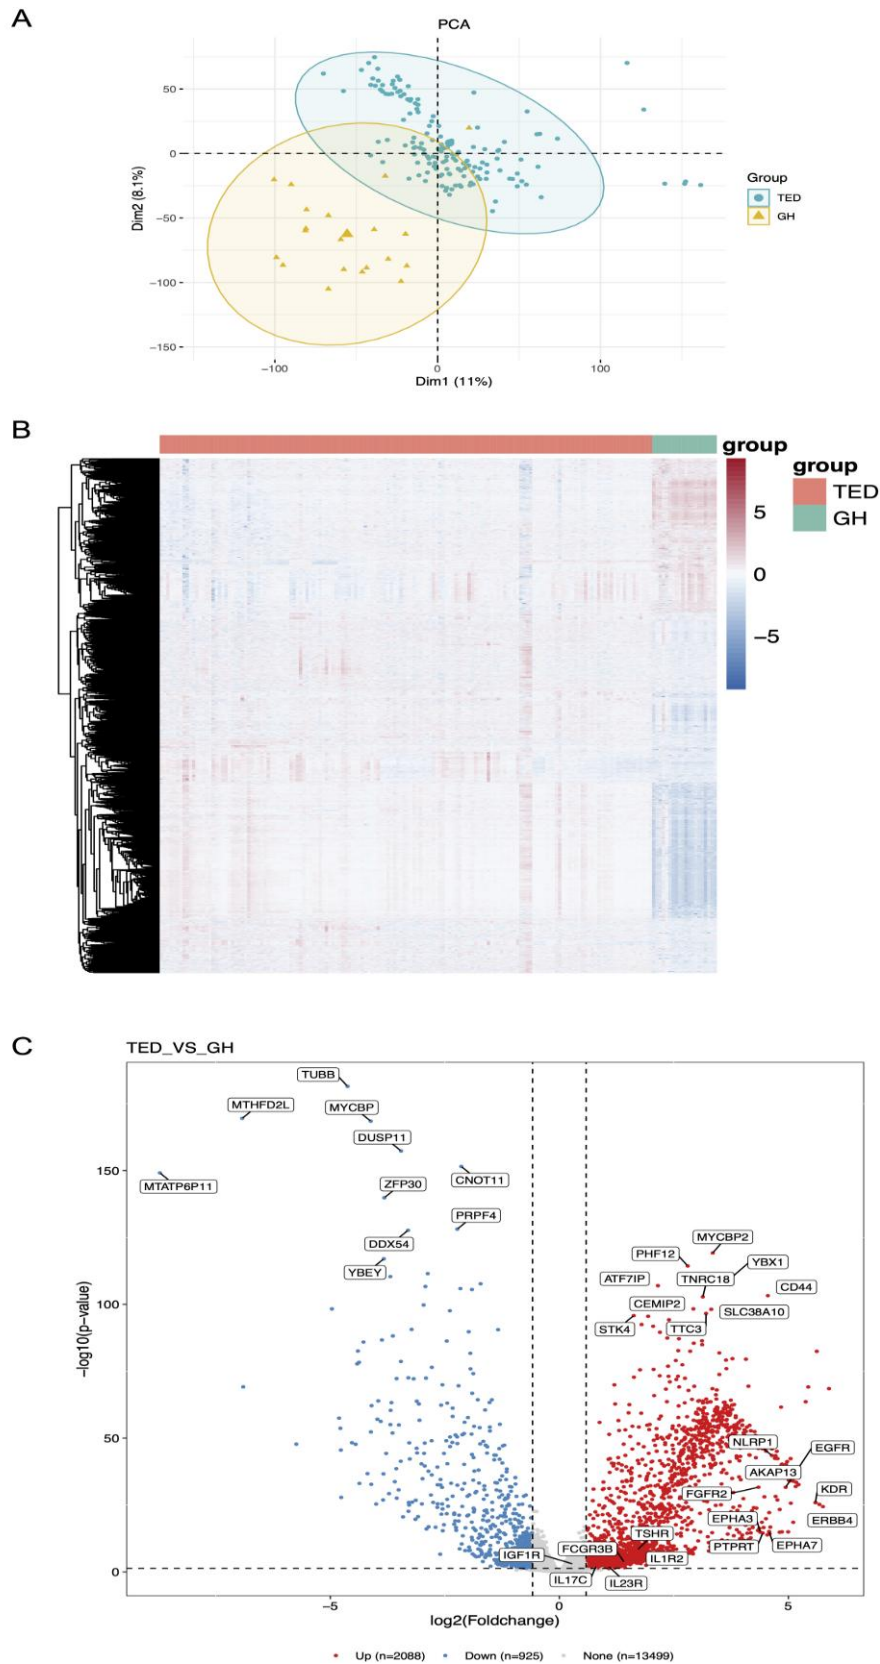 A
PCA
50
0
−50
−100
−150
Dim2 (8.1%)
−100
0
100
Dim1 (11%)
Group
TED
GH
B
group
5
0
−5
group
TED
GH
C
TED_VS_GH
TUBB
MTHFD2L
MYCBP
DUSP11
CNOT11
MTATP6P11
ZFP30
PRPF4
DDX54
YBEY
MYCBP2
PHF12
YBX1
ATF7IP
TNRC18
CD44
CEMIP2
SLC38A10
STK4
TTC3
NLRP1
EGFR
AKAP13
FGFR2
KDR
EPHA3
ERBB4
TSHR
FCGR3B
PTPRT
EPHA7
IGF1R
IL1R2
IL17C
IL23R
150
100
50
0
−log10(p−value)
−5
0
5
log2(Foldchange)
Up (n=2088)
Down (n=925)
None (n=13499)